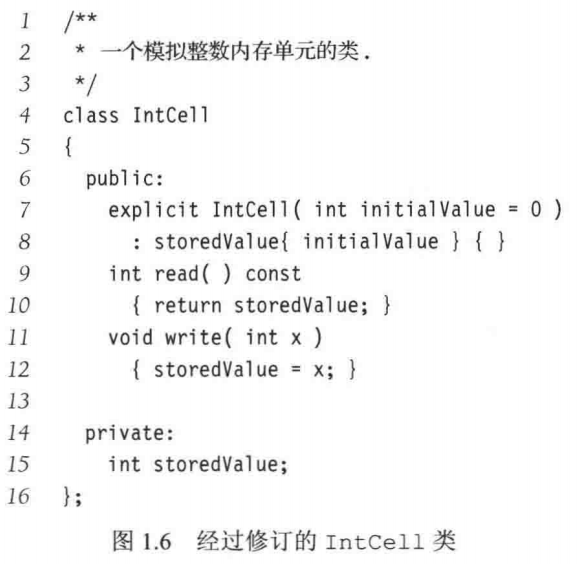 1 /**
2  * 一个模拟整数内存单元的类.
3  */
4 class IntCell
5 {
6   public:
7     explicit IntCell( int initialValue = 0 )
8       : storedValue{ initialValue } { }
9     int read( ) const
10       { return storedValue; }
11     void write( int x )
12       { storedValue = x; }
13
14   private:
15     int storedValue;
16 };
图 1.6 经过修订的 IntCell 类